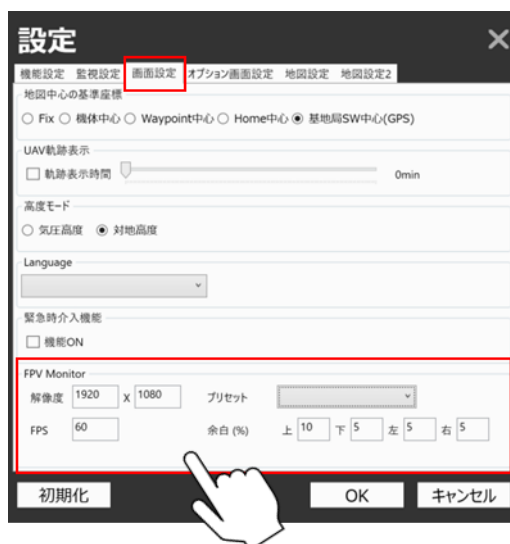 設定
機能設定 監視設定 画面設定 オプション画面設定 地図設定 地図設定2
地図中心の基準座標
Fix 機体中心 Waypoint中心 Home中心 基地局SW中心(GPS)
UAV軌跡表示
軌跡表示時間 0min
高度モード
気圧高度 対地高度
Language
緊急時介入機能
機能ON
FPV Monitor
解像度 1920 x 1080 プリセット
FPS 60 余白 (%) 上 10 下 5 左 5 右 5
初期化 OK キャンセル